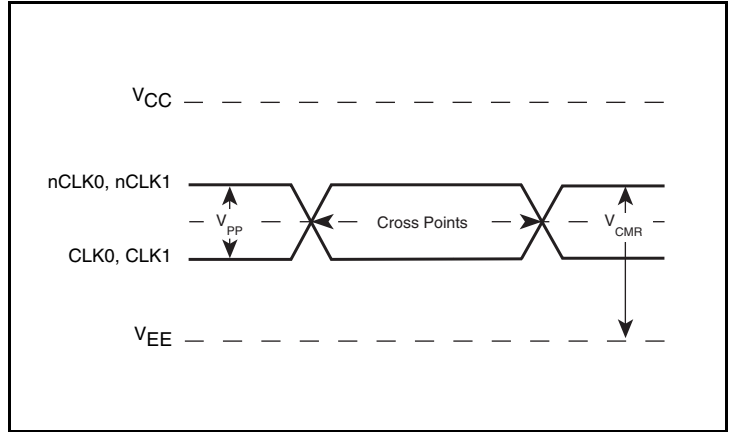 VCC
nCLK0, nCLK1
VPP
Cross Points
VCMR
CLK0, CLK1
VEE